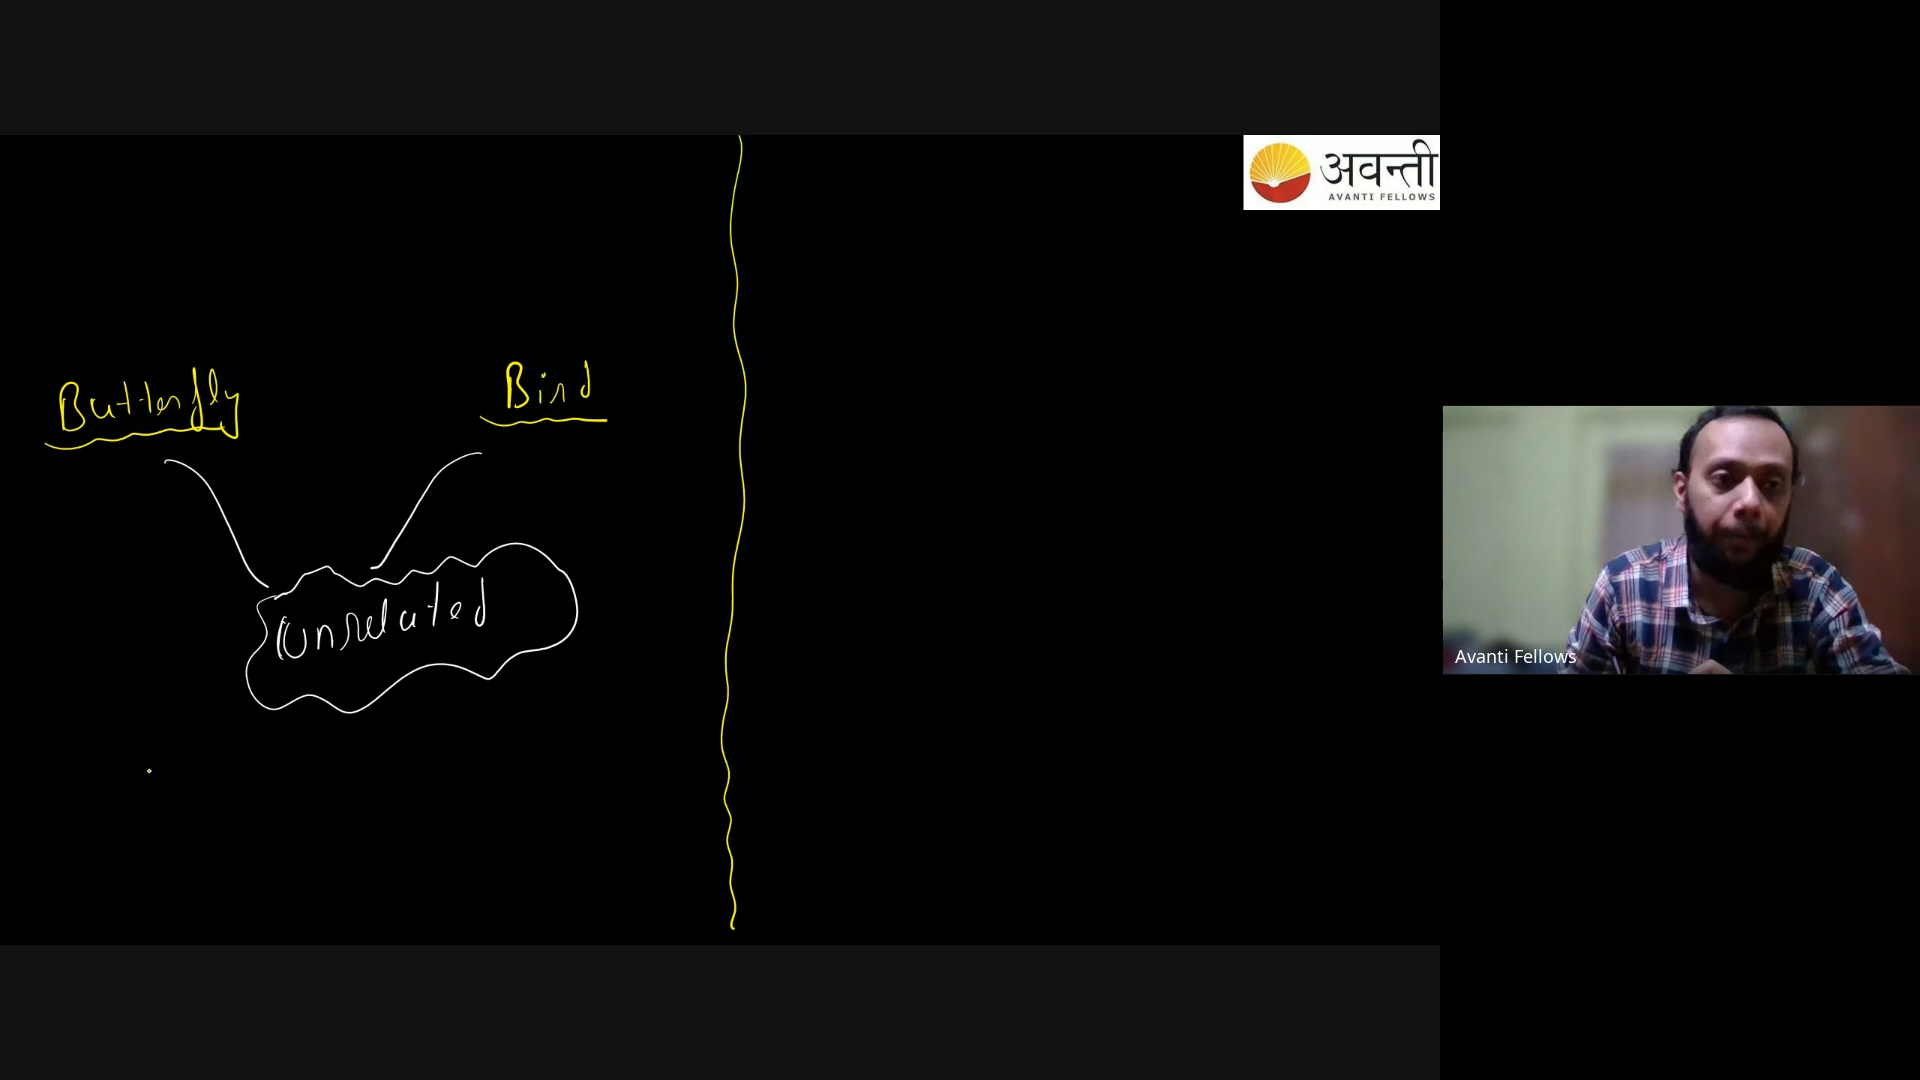 अवन्ती
AVANTI FELLOWS
Butterfly
Bird
Unrelated
Avanti Fellows